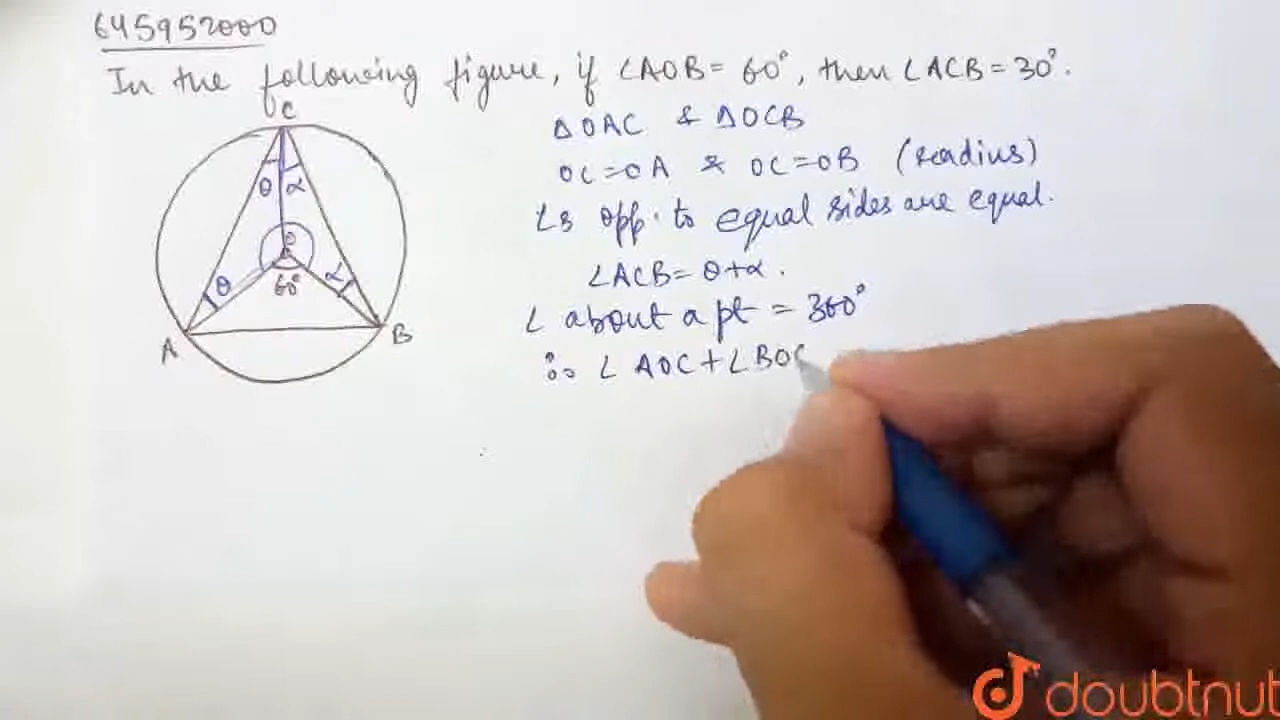 645952000
In the following figure, if ∠AOB = 60°, then ∠ACB = 30°.
C
θ α
O
θ 60° α
A B
ΔOAC & ΔOCB
OC=OA & OC=OB (radius)
∠s opp. to equal sides are equal.
∠ACB = θ+α.
∠ about a pt = 360°
∴ ∠AOC+∠BOC
doubtnut